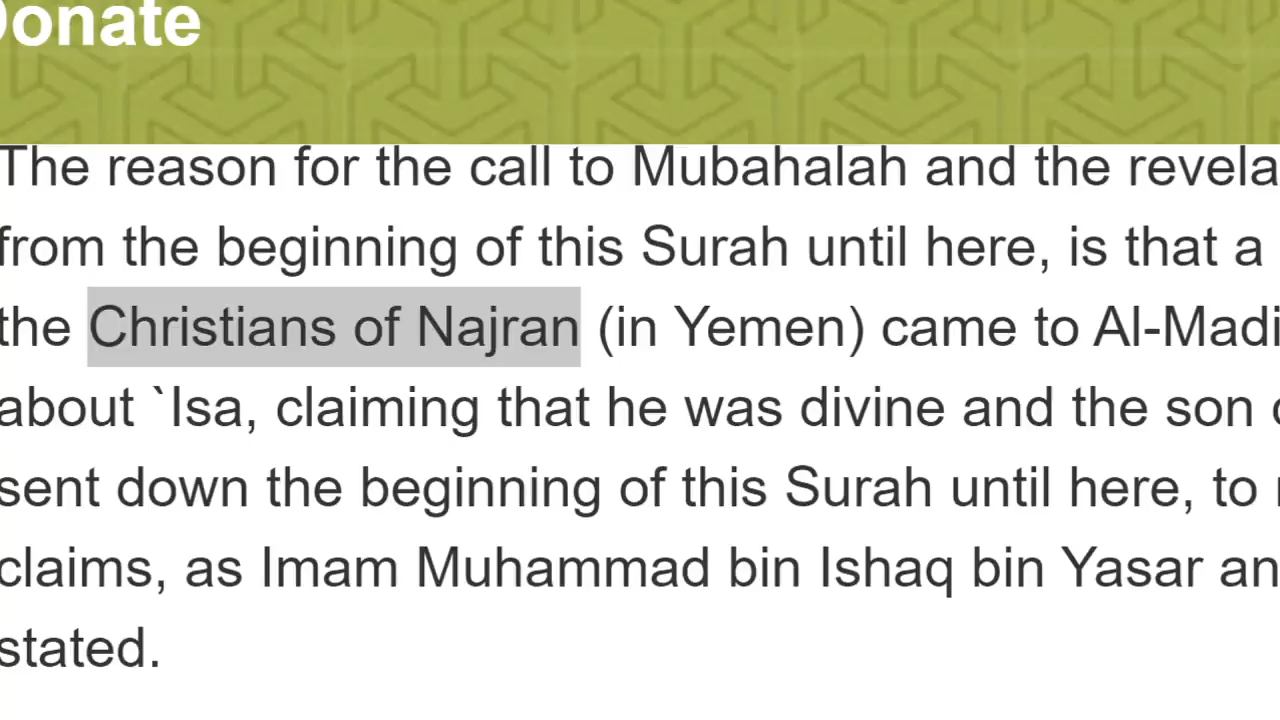 Donate
The reason for the call to Mubahalah and the revela
from the beginning of this Surah until here, is that a
the Christians of Najran (in Yemen) came to Al-Madi
about `Isa, claiming that he was divine and the son
sent down the beginning of this Surah until here, to
claims, as Imam Muhammad bin Ishaq bin Yasar an
stated.